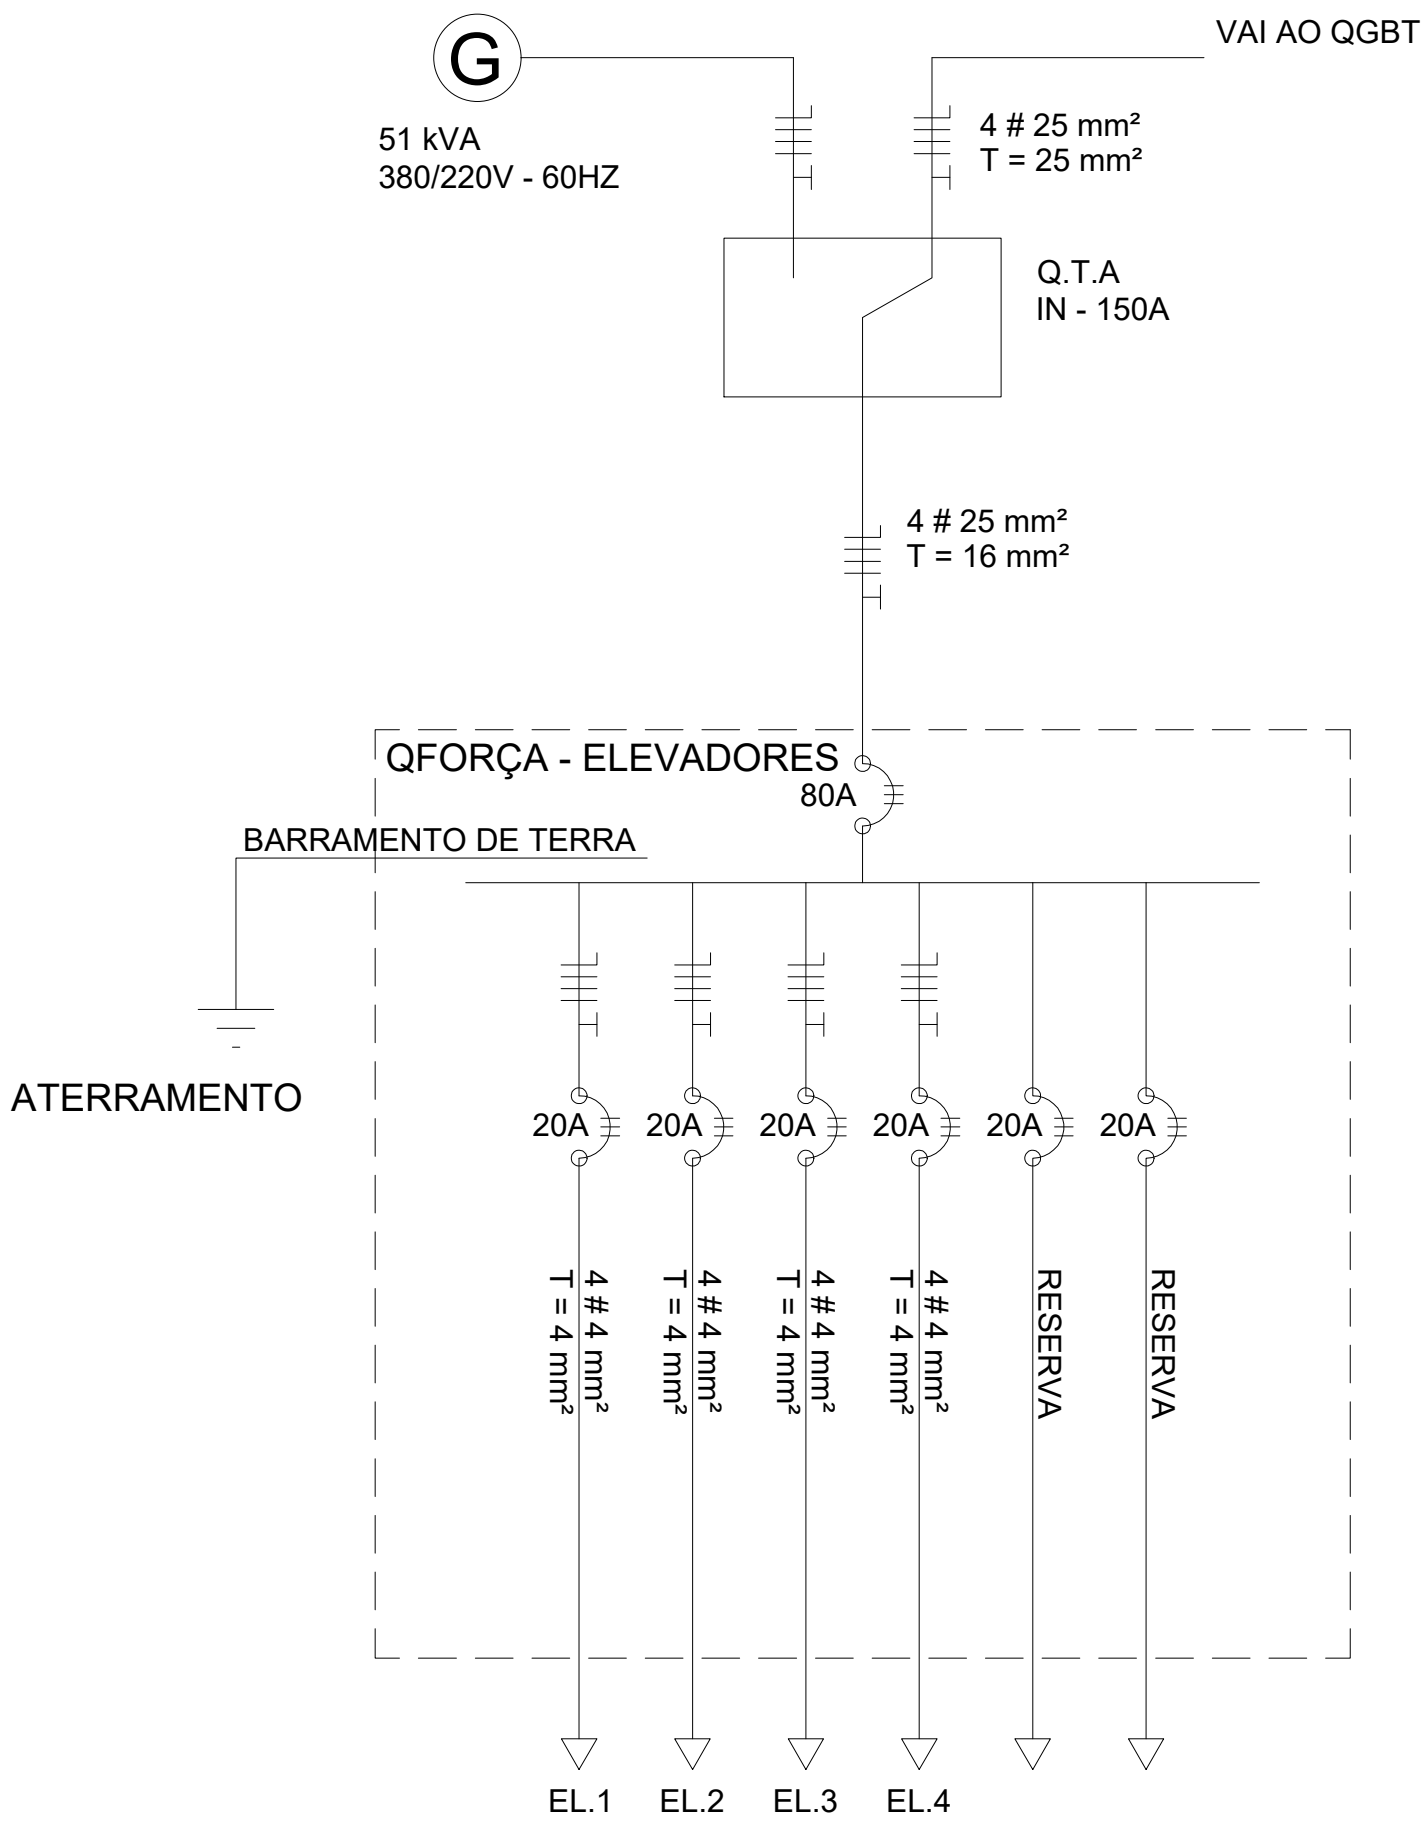 VAI AO QGBT
G
51 kVA
380/220V - 60HZ
4 # 25 mm²
T = 25 mm²
Q.T.A
IN - 150A
4 # 25 mm²
T = 16 mm²
QFORÇA - ELEVADORES
80A
BARRAMENTO DE TERRA
ATERRAMENTO
20A
20A
20A
20A
20A
20A
4 # 4 mm²
T = 4 mm²
4 # 4 mm²
T = 4 mm²
4 # 4 mm²
T = 4 mm²
4 # 4 mm²
T = 4 mm²
RESERVA
RESERVA
EL.1
EL.2
EL.3
EL.4